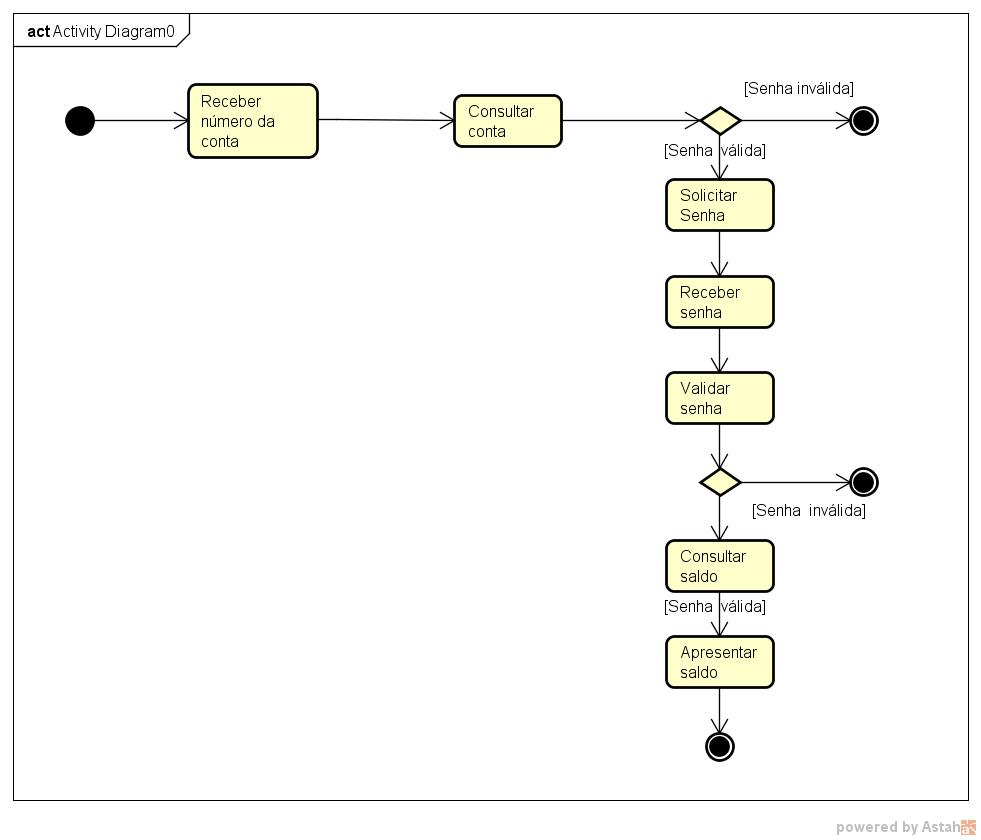 act Activity Diagram0
[Senha inválida]
Receber
número da
conta
Consultar
conta
[Senha válida]
Solicitar
Senha
Receber
senha
Validar
senha
[Senha inválida]
Consultar
saldo
[Senha válida]
Apresentar
saldo
powered by Astah